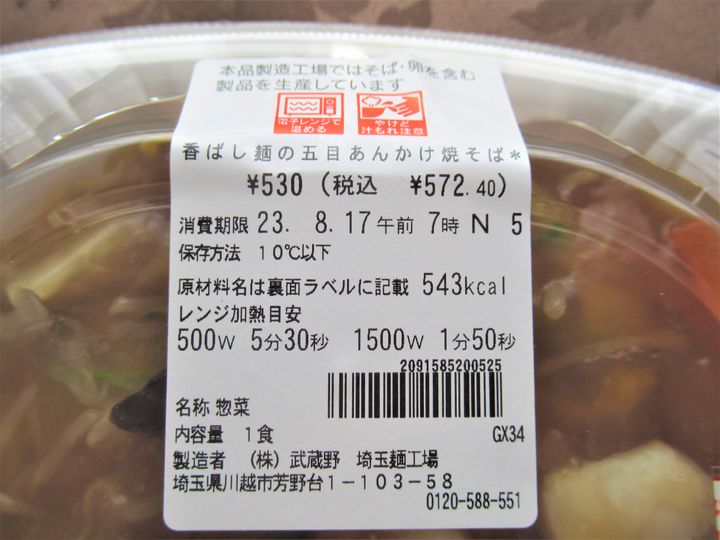 本品製造工場ではそば・卵を含む
製品を生産しています
電子レンジで
温める
やけど
汁もれ注意
香ばし麺の五目あんかけ焼そば*
¥530 (税込 ¥572.40)
消費期限 23. 8.17午前 7時 N 5
保存方法 10℃以下
原材料名は裏面ラベルに記載 543kcal
レンジ加熱目安
500W 5分30秒 1500W 1分50秒
2091585200525
名称 惣菜
内容量 1食 GX34
製造者 (株) 武蔵野 埼玉麺工場
埼玉県川越市芳野台1-103-58
0120-588-551